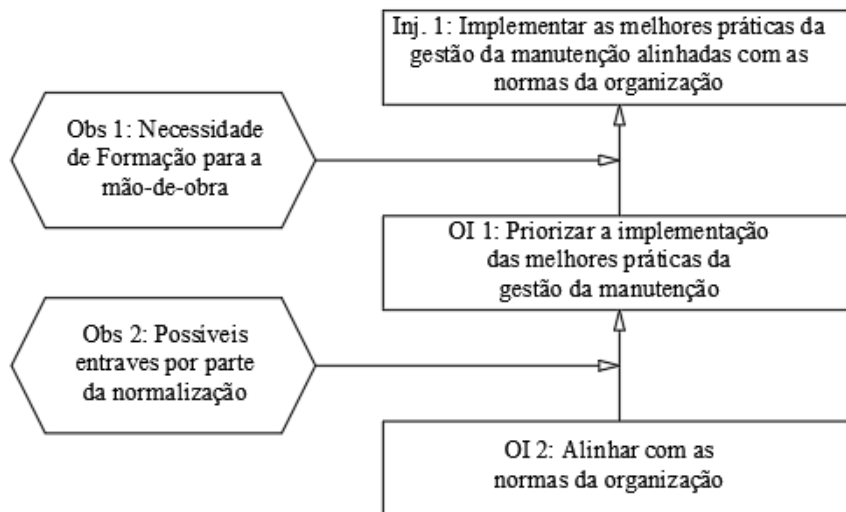 Inj. 1: Implementar as melhores práticas da
gestão da manutenção alinhadas com as
normas da organização
Obs 1: Necessidade
de Formação para a
mão-de-obra
OI 1: Priorizar a implementação
das melhores práticas da
gestão da manutenção
Obs 2: Possíveis
entraves por parte
da normalização
OI 2: Alinhar com as
normas da organização